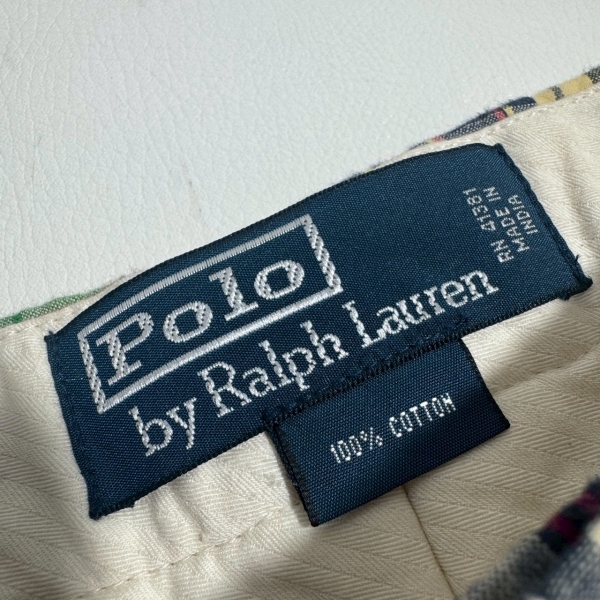 Polo
by Ralph Lauren
RN 41381
MADE IN
INDIA
100% COTTON